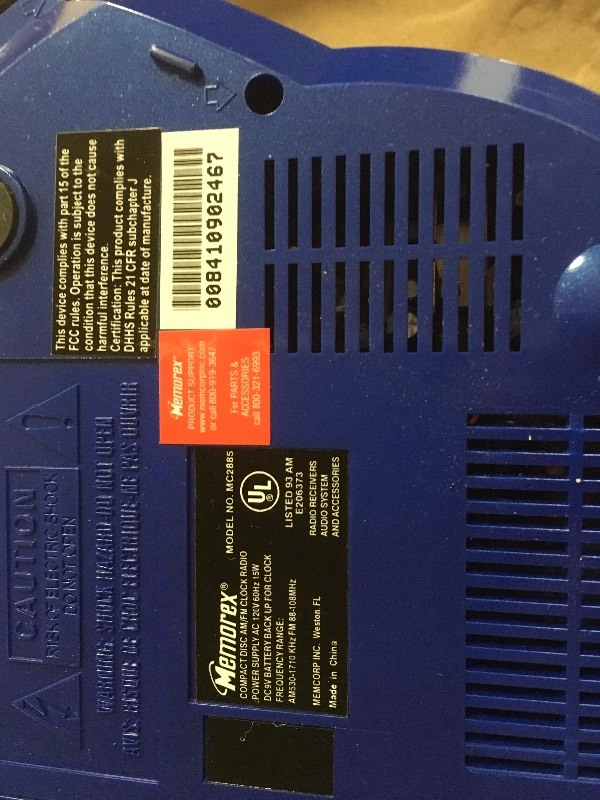 This device complies with part 15 of the
FCC rules. Operation is subject to the
condition that this device does not cause
harmful interference.
Certification: This product complies with
DHHS Rules 21 CFR subchapter J
applicable at date of manufacture.
008410902467
Memorex®
PRODUCT SUPPORT:
www.memcorpinc.com
or call 800-919-3647
For PARTS &
ACCESSORIES
call 800-321-6993
CAUTION
RISK OF ELECTRIC SHOCK
DO NOT OPEN
WARNING: SHOCK HAZARD-DO NOT OPEN
AVIS: RISQUE DE CHOC ELECTRIQUE-NE PAS OUVRIR
Memorex®
MODEL NO. MC2885
COMPACT DISC AM/FM CLOCK RADIO
POWER SUPPLY AC 120V 60Hz 15W
DC9V BATTERY BACK UP FOR CLOCK
FREQUENCY RANGE:
AM530-1710 KHz FM 88-108MHz
MEMCORP INC. Weston. FL
Made in China
UL®
LISTED 93 AM
E206373
RADIO RECEIVERS
AUDIO SYSTEM
AND ACCESSORIES